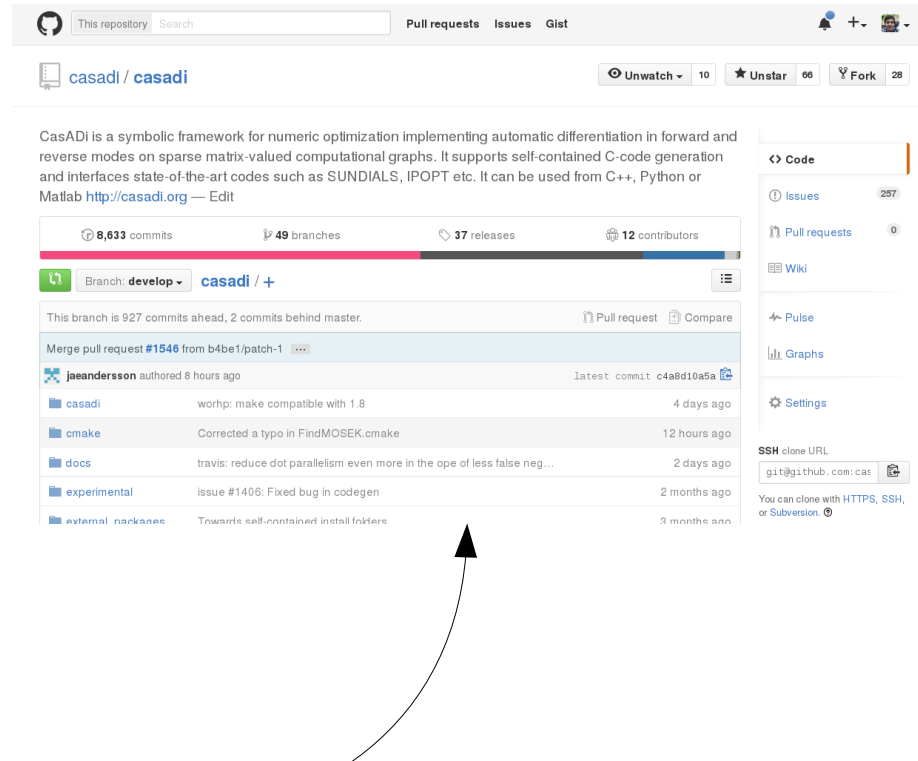 This repository Search Pull requests Issues Gist
casadi / casadi Unwatch 10 Unstar 66 Fork 28
CasADi is a symbolic framework for numeric optimization implementing automatic differentiation in forward and
reverse modes on sparse matrix-valued computational graphs. It supports self-contained C-code generation
and interfaces state-of-the-art codes such as SUNDIALS, IPOPT etc. It can be used from C++, Python or
Matlab http://casadi.org — Edit
8,633 commits 49 branches 37 releases 12 contributors
Branch: develop casadi / +
This branch is 927 commits ahead, 2 commits behind master. Pull request Compare
Merge pull request #1546 from b4be1/patch-1 ...
jaeandersson authored 8 hours ago latest commit c4a8d10a5a
casadi worhp: make compatible with 1.8 4 days ago
cmake Corrected a typo in FindMOSEK.cmake 12 hours ago
docs travis: reduce dot parallelism even more in the ope of less false neg... 2 days ago
experimental issue #1406: Fixed bug in codegen 2 months ago
external_packages Towards self-contained install folders 3 months ago
Code
Issues 257
Pull requests 0
Wiki
Pulse
Graphs
Settings
SSH clone URL
git@github.com:cas
You can clone with HTTPS, SSH,
or Subversion.